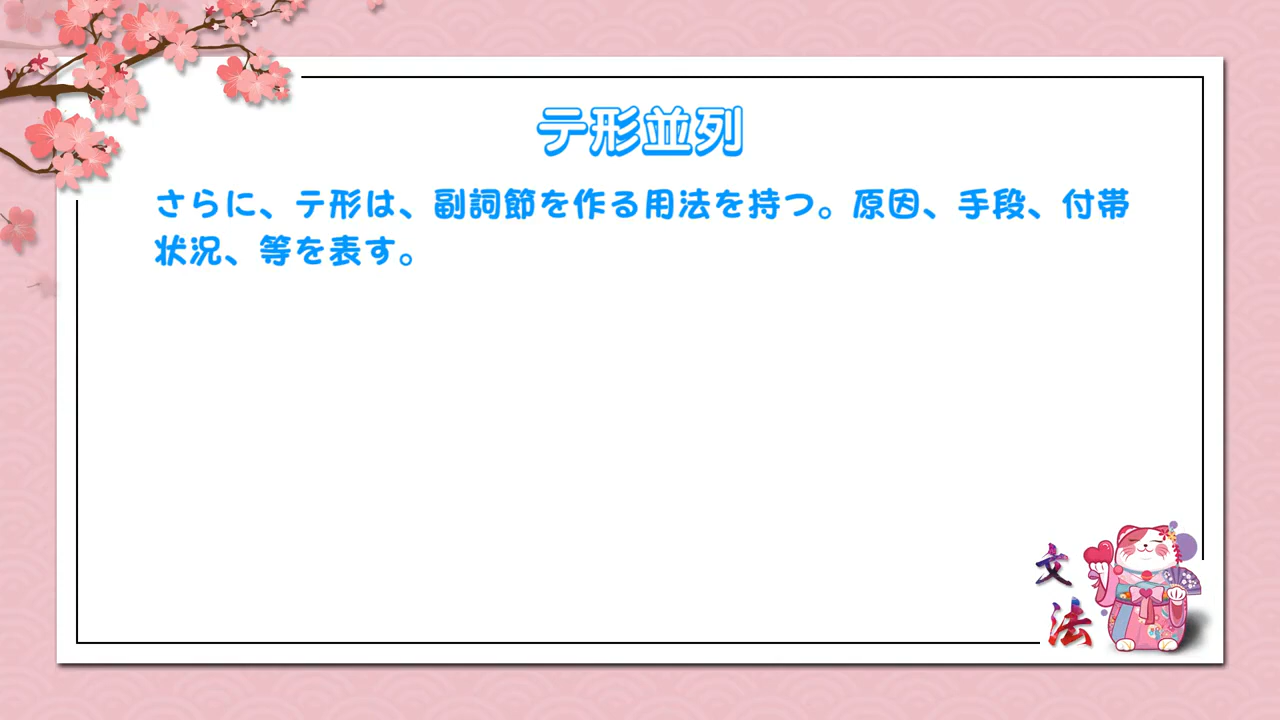 テ形並列
さらに、テ形は、副詞節を作る用法を持つ。原因、手段、付帯
状況、等を表す。
文
法